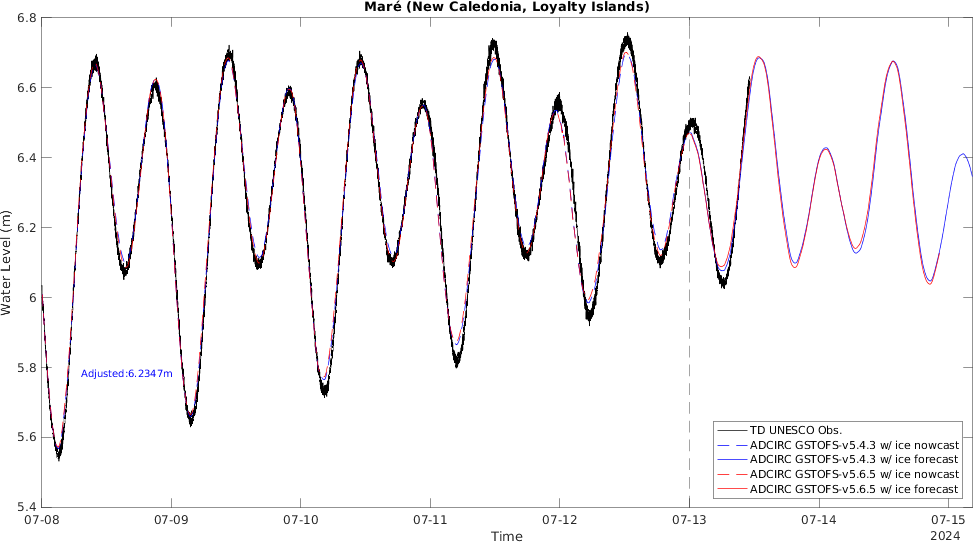 Maré (New Caledonia, Loyalty Islands)
Water Level (m)
6.8
6.6
6.4
6.2
6
5.8
5.6
5.4
Adjusted:6.2347m
TD UNESCO Obs.
ADCIRC GSTOFS-v5.4.3 w/ ice nowcast
ADCIRC GSTOFS-v5.4.3 w/ ice forecast
ADCIRC GSTOFS-v5.6.5 w/ ice nowcast
ADCIRC GSTOFS-v5.6.5 w/ ice forecast
07-08 07-09 07-10 07-11 07-12 07-13 07-14 07-15
Time 2024